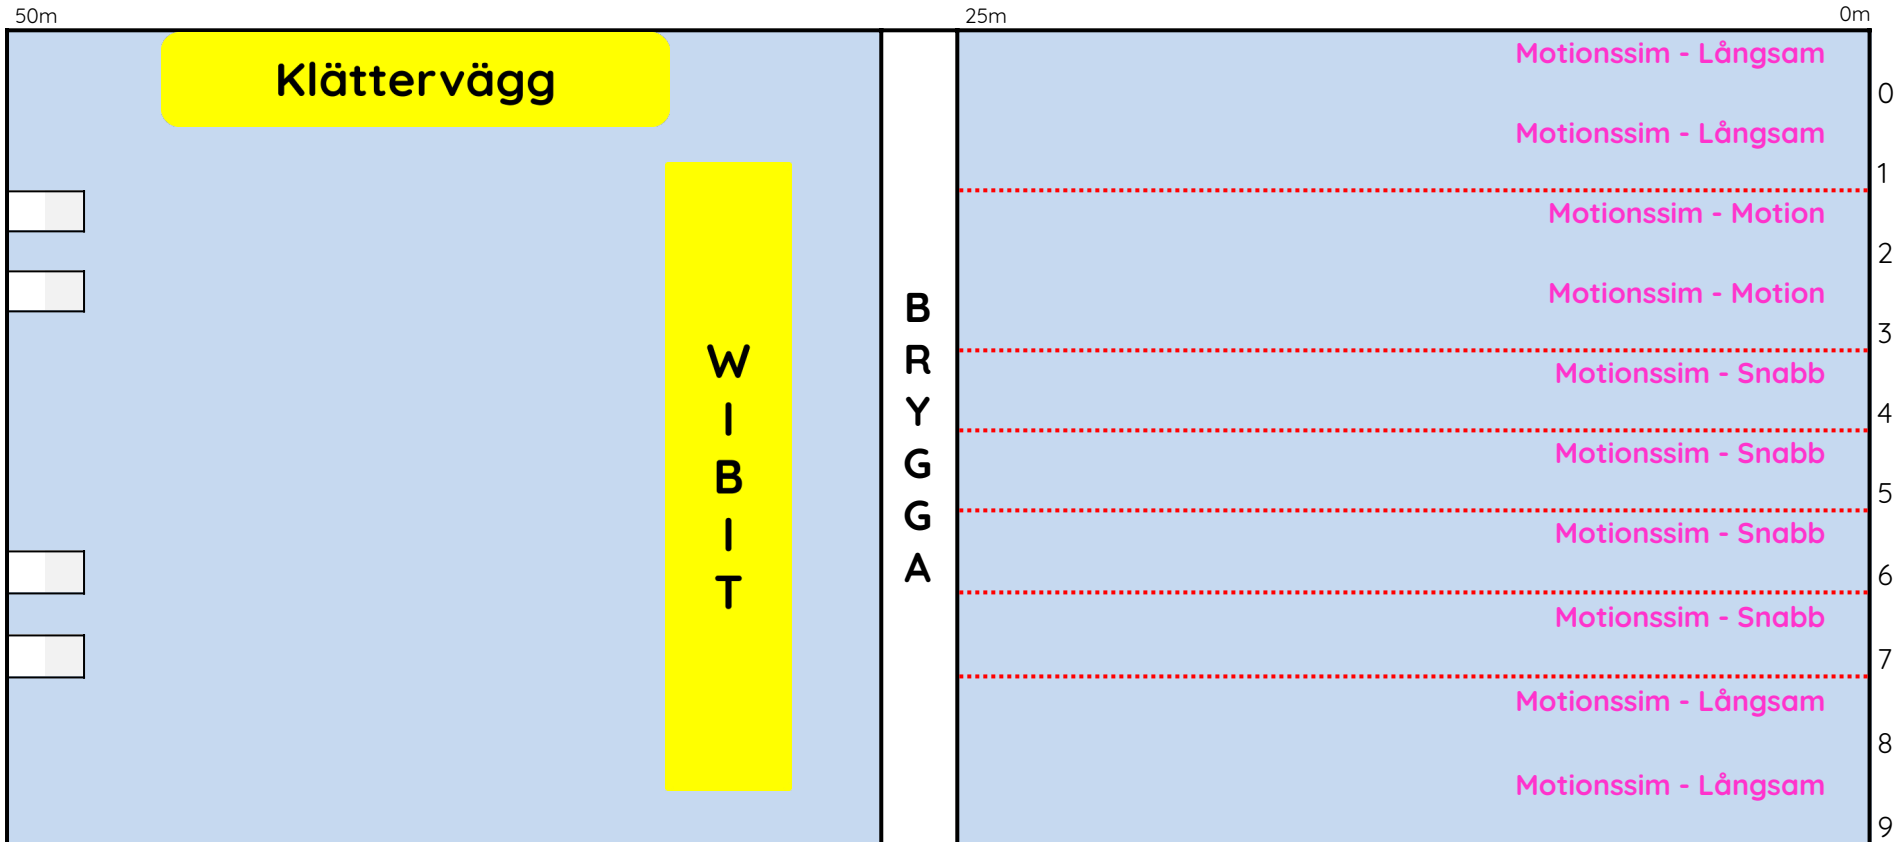 50m
25m
0m
Klättervägg
W
I
B
I
T
B
R
Y
G
G
A
Motionssim - Långsam
0
Motionssim - Långsam
1
Motionssim - Motion
2
Motionssim - Motion
3
Motionssim - Snabb
4
Motionssim - Snabb
5
Motionssim - Snabb
6
Motionssim - Snabb
7
Motionssim - Långsam
8
Motionssim - Långsam
9